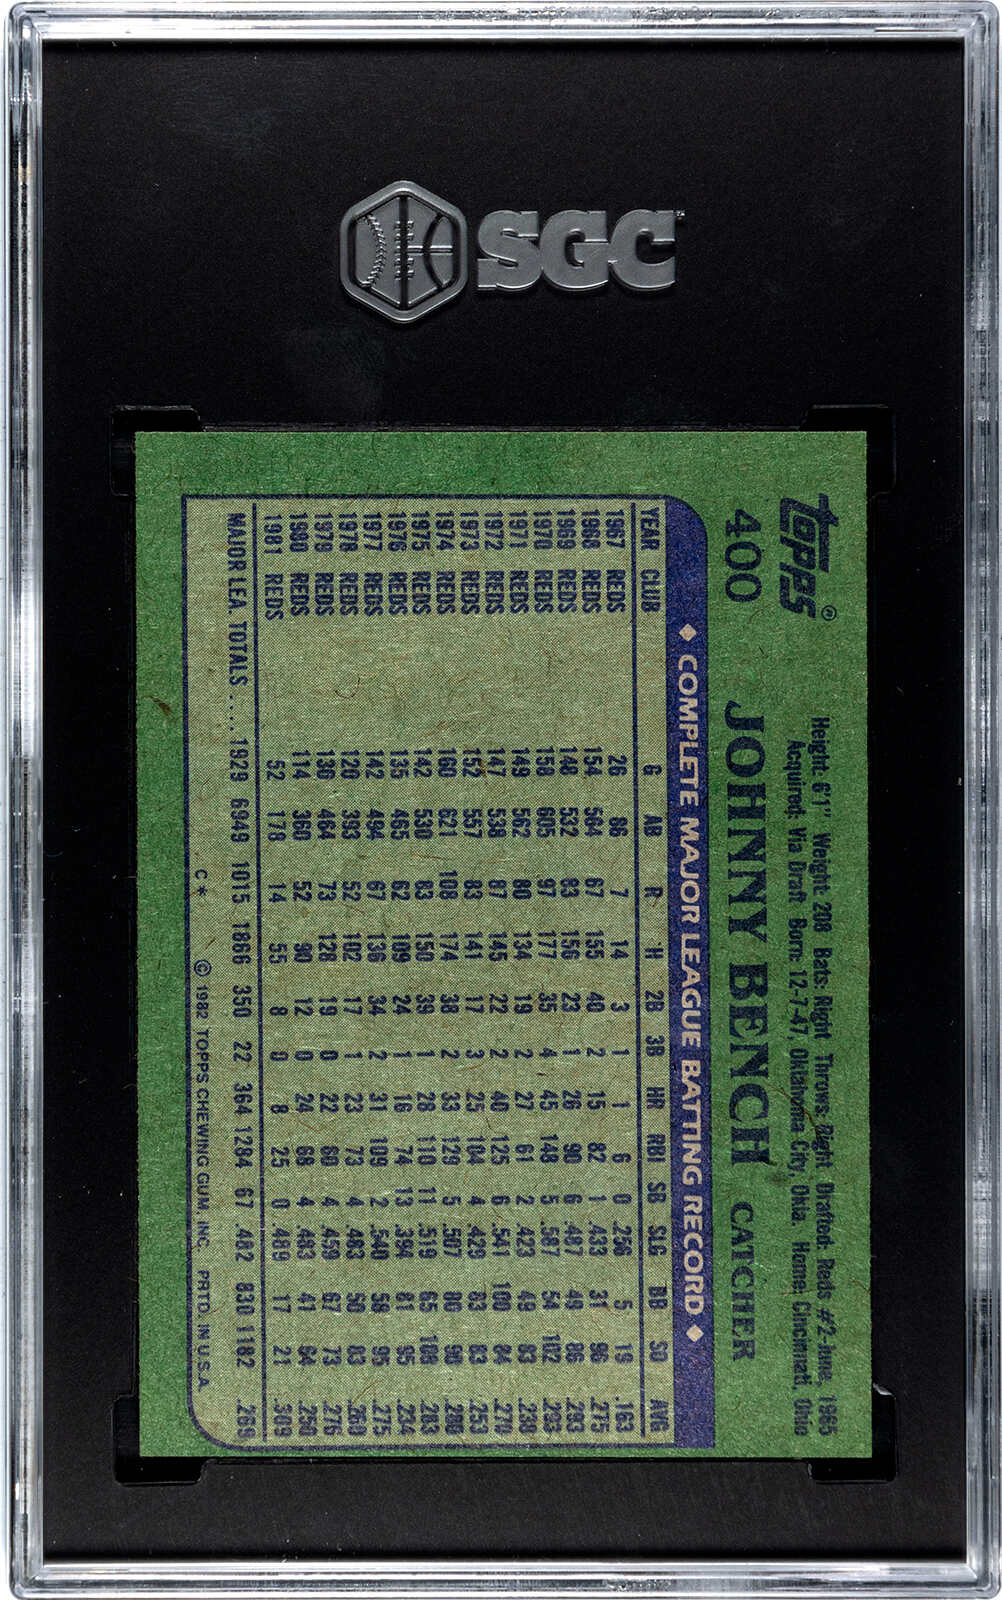 SGC
TOPPS®
Height: 6'1" Weight: 208 Bats: Right Throws: Right Drafted: Reds #2-June, 1965
Acquired: Via Draft Born: 12-7-47, Oklahoma City, Okla. Home: Cincinnati, Ohio
400 JOHNNY BENCH CATCHER
◆ COMPLETE MAJOR LEAGUE BATTING RECORD ◆
YEAR CLUB G AB R H 2B 3B HR RBI SB SLG BB SO AVG
1967 REDS 26 86 7 14 3 1 1 6 0 .256 5 19 .163
1968 REDS 154 564 67 155 40 2 15 82 1 .433 31 96 .275
1969 REDS 148 532 83 156 23 1 26 90 6 .487 49 86 .293
1970 REDS 158 605 97 177 35 4 45 148 5 .587 54 102 .293
1971 REDS 149 562 80 134 19 2 27 61 2 .423 49 83 .238
1972 REDS 147 538 87 145 22 2 40 125 6 .541 100 84 .270
1973 REDS 152 557 83 141 17 3 25 104 4 .429 83 83 .253
1974 REDS 160 621 108 174 38 2 33 129 5 .507 80 90 .280
1975 REDS 142 530 83 150 39 1 28 110 11 .519 65 108 .283
1976 REDS 135 465 62 109 24 1 16 74 13 .394 81 95 .234
1977 REDS 142 494 67 136 34 2 31 109 2 .540 58 95 .275
1978 REDS 120 393 52 102 17 1 23 73 4 .483 50 83 .260
1979 REDS 130 464 73 128 19 0 22 80 4 .459 67 73 .276
1980 REDS 114 360 52 90 12 0 24 68 4 .483 41 64 .250
1981 REDS 52 178 14 55 8 0 8 25 0 .489 17 21 .309
MAJOR LEA. TOTALS .... 1929 6949 1015 1866 350 22 364 1284 67 .482 830 1182 .269
C* © 1982 TOPPS CHEWING GUM, INC. PRTD. IN U.S.A.